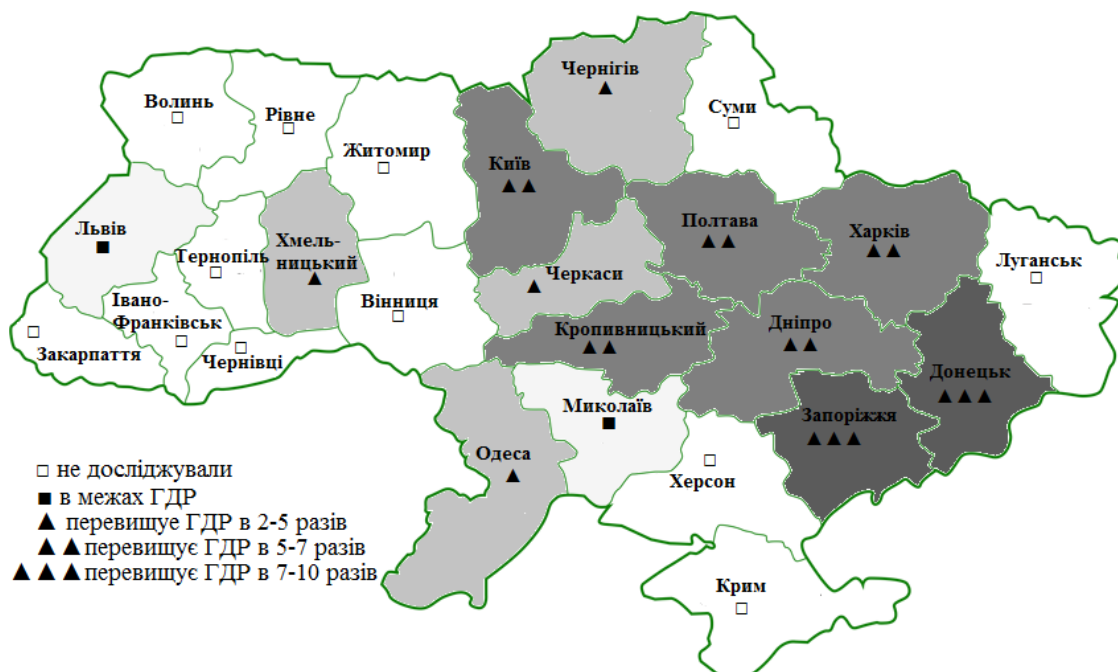 Чернігів
▲
Волинь
□
Рівне
□
Суми
□
Житомир
□
Київ
▲▲
Львів
■
Тернопіль
□
Хмель-
ницький
▲
Полтава
▲▲
Харків
▲▲
Луганськ
□
Черкаси
▲
Івано-
Франківськ
□
Вінниця
□
Закарпаття
□
Чернівці
□
Кропивницький
▲▲
Дніпро
▲▲
Донецьк
▲▲▲
Миколаїв
■
Запоріжжя
▲▲▲
Одеса
▲
Херсон
□
Крим
□
□ не досліджували
■ в межах ГДР
▲ перевищує ГДР в 2-5 разів
▲▲перевищує ГДР в 5-7 разів
▲▲▲перевищує ГДР в 7-10 разів